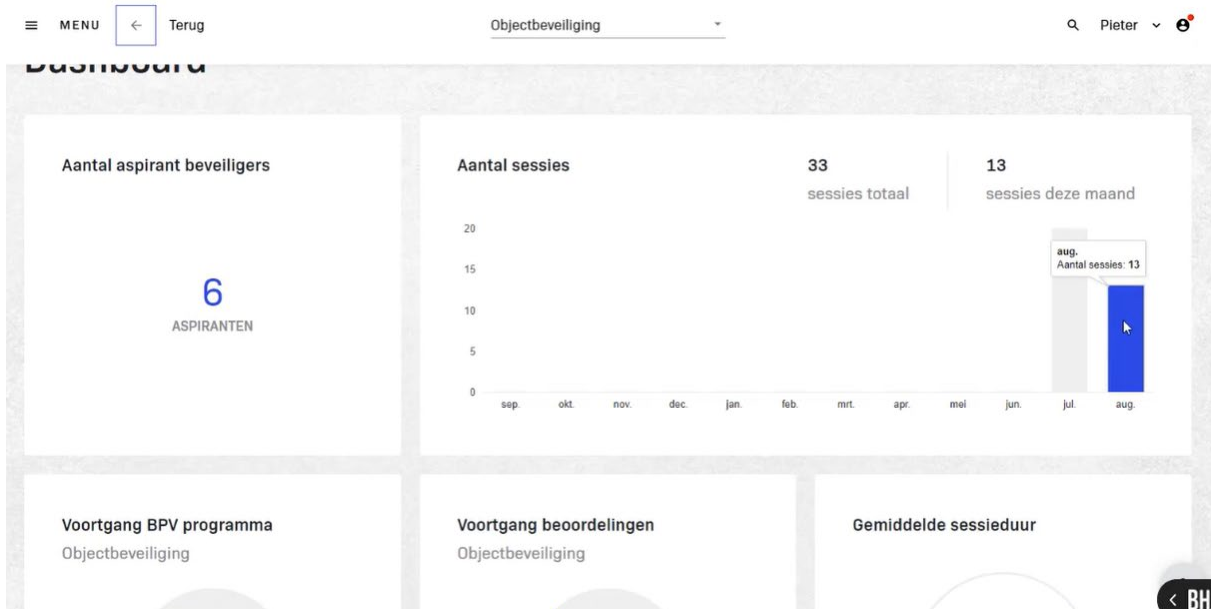 MENU
Terug
Objectbeveiliging
Pieter
Dashboard
Aantal aspirant beveiligers
6
ASPIRANTEN
Aantal sessies
33
sessies totaal
13
sessies deze maand
20
15
10
5
0
aug.
Aantal sessies: 13
sep. okt. nov. dec. jan. feb. mrt. apr. mei jun. jul. aug.
Voortgang BPV programma
Objectbeveiliging
Voortgang beoordelingen
Objectbeveiliging
Gemiddelde sessieduur
BH